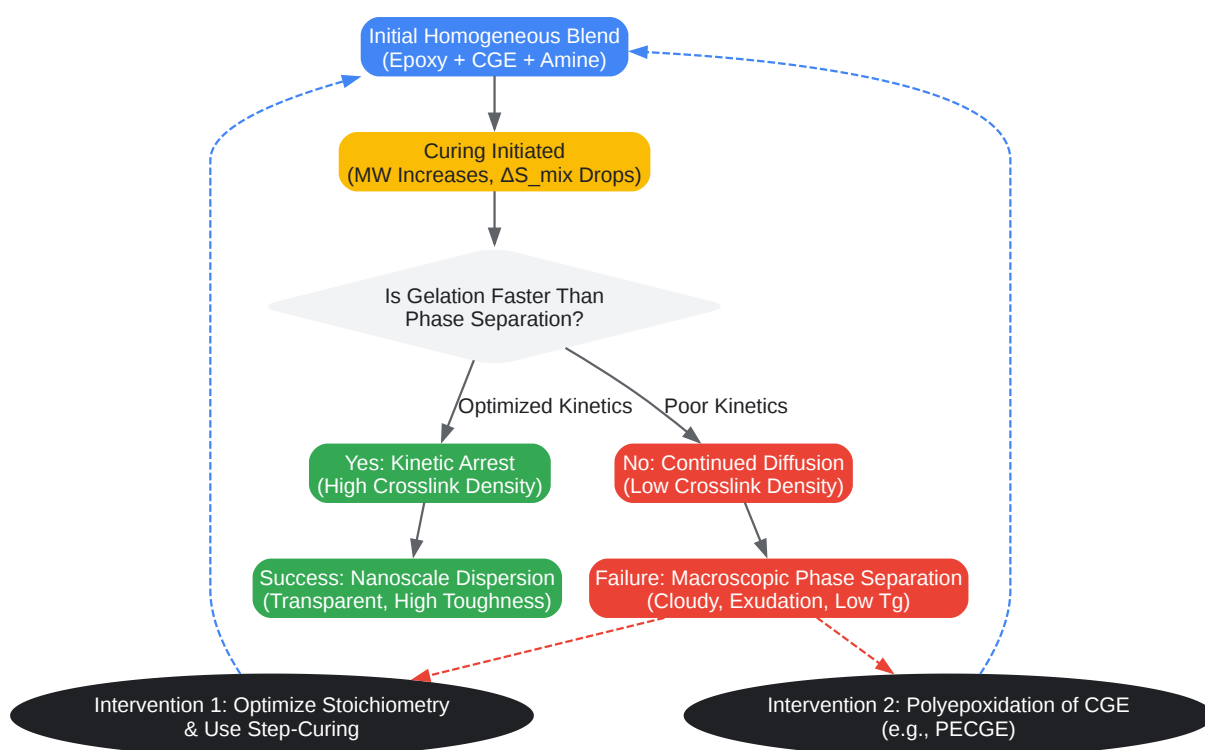 Initial Homogeneous Blend
(Epoxy + CGE + Amine)
Curing Initiated
(MW Increases, ΔS_mix Drops)
Is Gelation Faster Than
Phase Separation?
Optimized Kinetics
Poor Kinetics
Yes: Kinetic Arrest
(High Crosslink Density)
No: Continued Diffusion
(Low Crosslink Density)
Success: Nanoscale Dispersion
(Transparent, High Toughness)
Failure: Macroscopic Phase Separation
(Cloudy, Exudation, Low Tg)
Intervention 1: Optimize Stoichiometry
& Use Step-Curing
Intervention 2: Polyepoxidation of CGE
(e.g., PECGE)